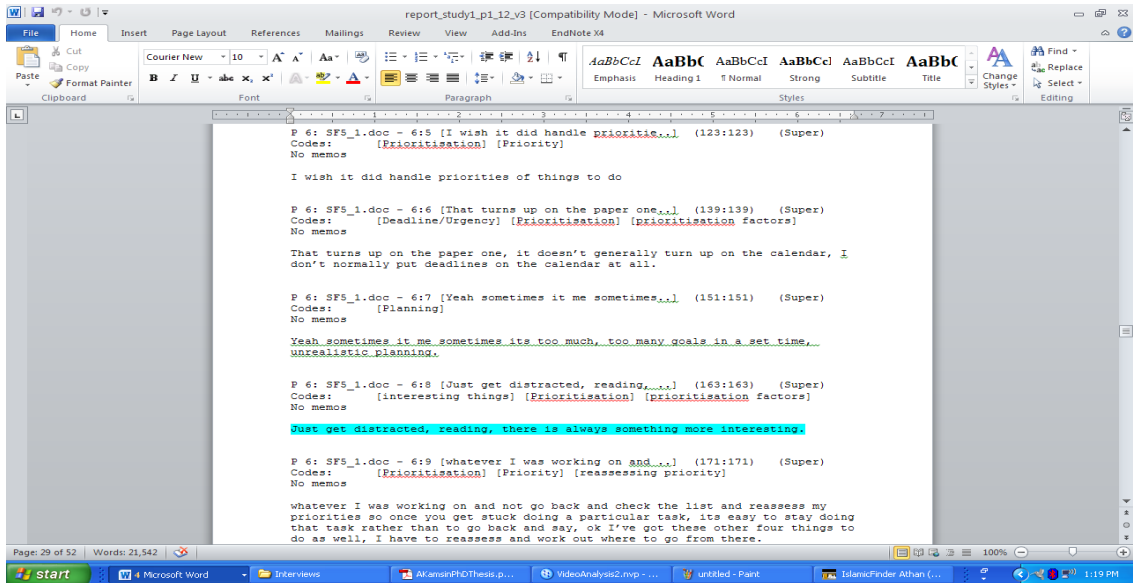 report_study1_p1_12_v3 [Compatibility Mode] - Microsoft Word
File Home Insert Page Layout References Mailings Review View Add-Ins EndNote X4
Paste
Cut
Copy
Format Painter
Clipboard
Courier New 10
Font
Paragraph
AaBbCcI AaBb( AaBbCcI AaBbCcl AaBbCcI AaBb(
Emphasis Heading 1 ¶ Normal Strong Subtitle Title
Change Styles
Styles
Find
Replace
Select
Editing
1 2 3 4 5 6 7
P 6: SF5_1.doc - 6:5 [I wish it did handle prioritie..] (123:123) (Super)
Codes: [Prioritisation] [Priority]
No memos
I wish it did handle priorities of things to do
P 6: SF5_1.doc - 6:6 [That turns up on the paper one..] (139:139) (Super)
Codes: [Deadline/Urgency] [Prioritisation] [prioritisation factors]
No memos
That turns up on the paper one, it doesn't generally turn up on the calendar, I
don't normally put deadlines on the calendar at all.
P 6: SF5_1.doc - 6:7 [Yeah sometimes it me sometimes..] (151:151) (Super)
Codes: [Planning]
No memos
Yeah sometimes it me sometimes its too much, too many goals in a set time,
unrealistic planning.
P 6: SF5_1.doc - 6:8 [Just get distracted, reading, ..] (163:163) (Super)
Codes: [interesting things] [Prioritisation] [prioritisation factors]
No memos
Just get distracted, reading, there is always something more interesting.
P 6: SF5_1.doc - 6:9 [whatever I was working on and ..] (171:171) (Super)
Codes: [Prioritisation] [Priority] [reassessing priority]
No memos
whatever I was working on and not go back and check the list and reassess my
priorities so once you get stuck doing a particular task, its easy to stay doing
that task rather than to go back and say, ok I've got these other four things to
do as well, I have to reassess and work out where to go from there.
Page: 29 of 52 Words: 21,542 100%
start 4 Microsoft Word Interviews AKamsinPhDThesis.p... VideoAnalysis2.nvp - ... untitled - Paint IslamicFinder Athan (... 1:19 PM